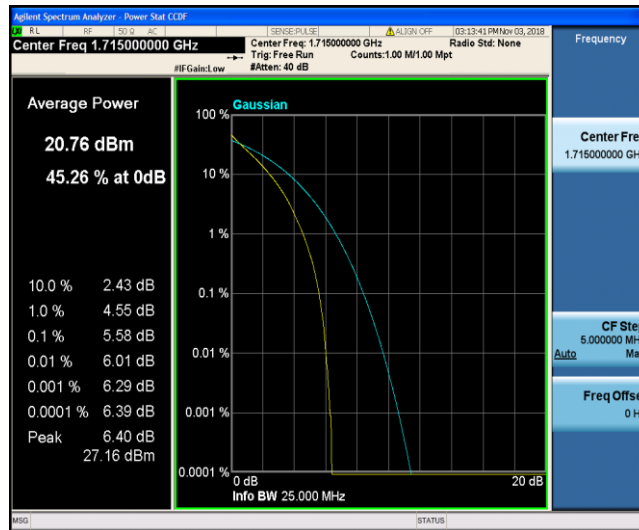 Agilent Spectrum Analyzer - Power Stat CCDF
RL RF 50 Ω AC SENSE:PULSE ALIGN OFF 03:13:41 PM Nov 03, 2018
Center Freq 1.715000000 GHz
Center Freq: 1.715000000 GHz Radio Std: None
Trig: Free Run Counts:1.00 M/1.00 Mpt
#IFGain:Low #Atten: 40 dB
Frequency
Average Power
20.76 dBm
45.26 % at 0dB
10.0 % 2.43 dB
1.0 % 4.55 dB
0.1 % 5.58 dB
0.01 % 6.01 dB
0.001 % 6.29 dB
0.0001 % 6.39 dB
Peak 6.40 dB
27.16 dBm
Gaussian
100 %
10 %
1 %
0.1 %
0.01 %
0.001 %
0.0001 %
0 dB 20 dB
Info BW 25.000 MHz
Center Fre
1.715000000 GH
CF Ste
5.000000 MH
Auto Ma
Freq Offse
0 H
MSG STATUS